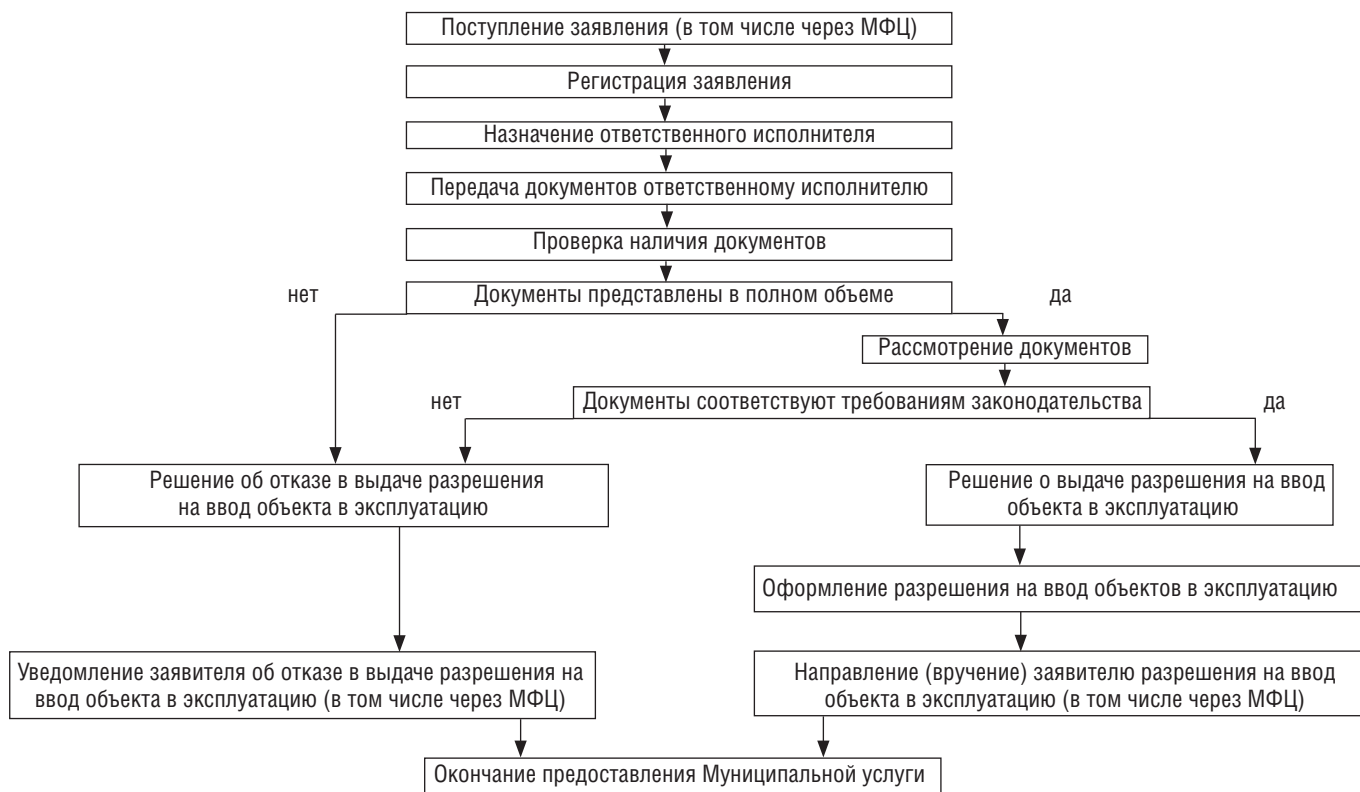 Поступление заявления (в том числе через МФЦ)
Регистрация заявления
Назначение ответственного исполнителя
Передача документов ответственному исполнителю
Проверка наличия документов
нет
Документы представлены в полном объеме
да
Рассмотрение документов
нет
Документы соответствуют требованиям законодательства
да
Решение об отказе в выдаче разрешения
на ввод объекта в эксплуатацию
Решение о выдаче разрешения на ввод
объекта в эксплуатацию
Оформление разрешения на ввод объектов в эксплуатацию
Уведомление заявителя об отказе в выдаче разрешения на
ввод объекта в эксплуатацию (в том числе через МФЦ)
Направление (вручение) заявителю разрешения на ввод
объекта в эксплуатацию (в том числе через МФЦ)
Окончание предоставления Муниципальной услуги